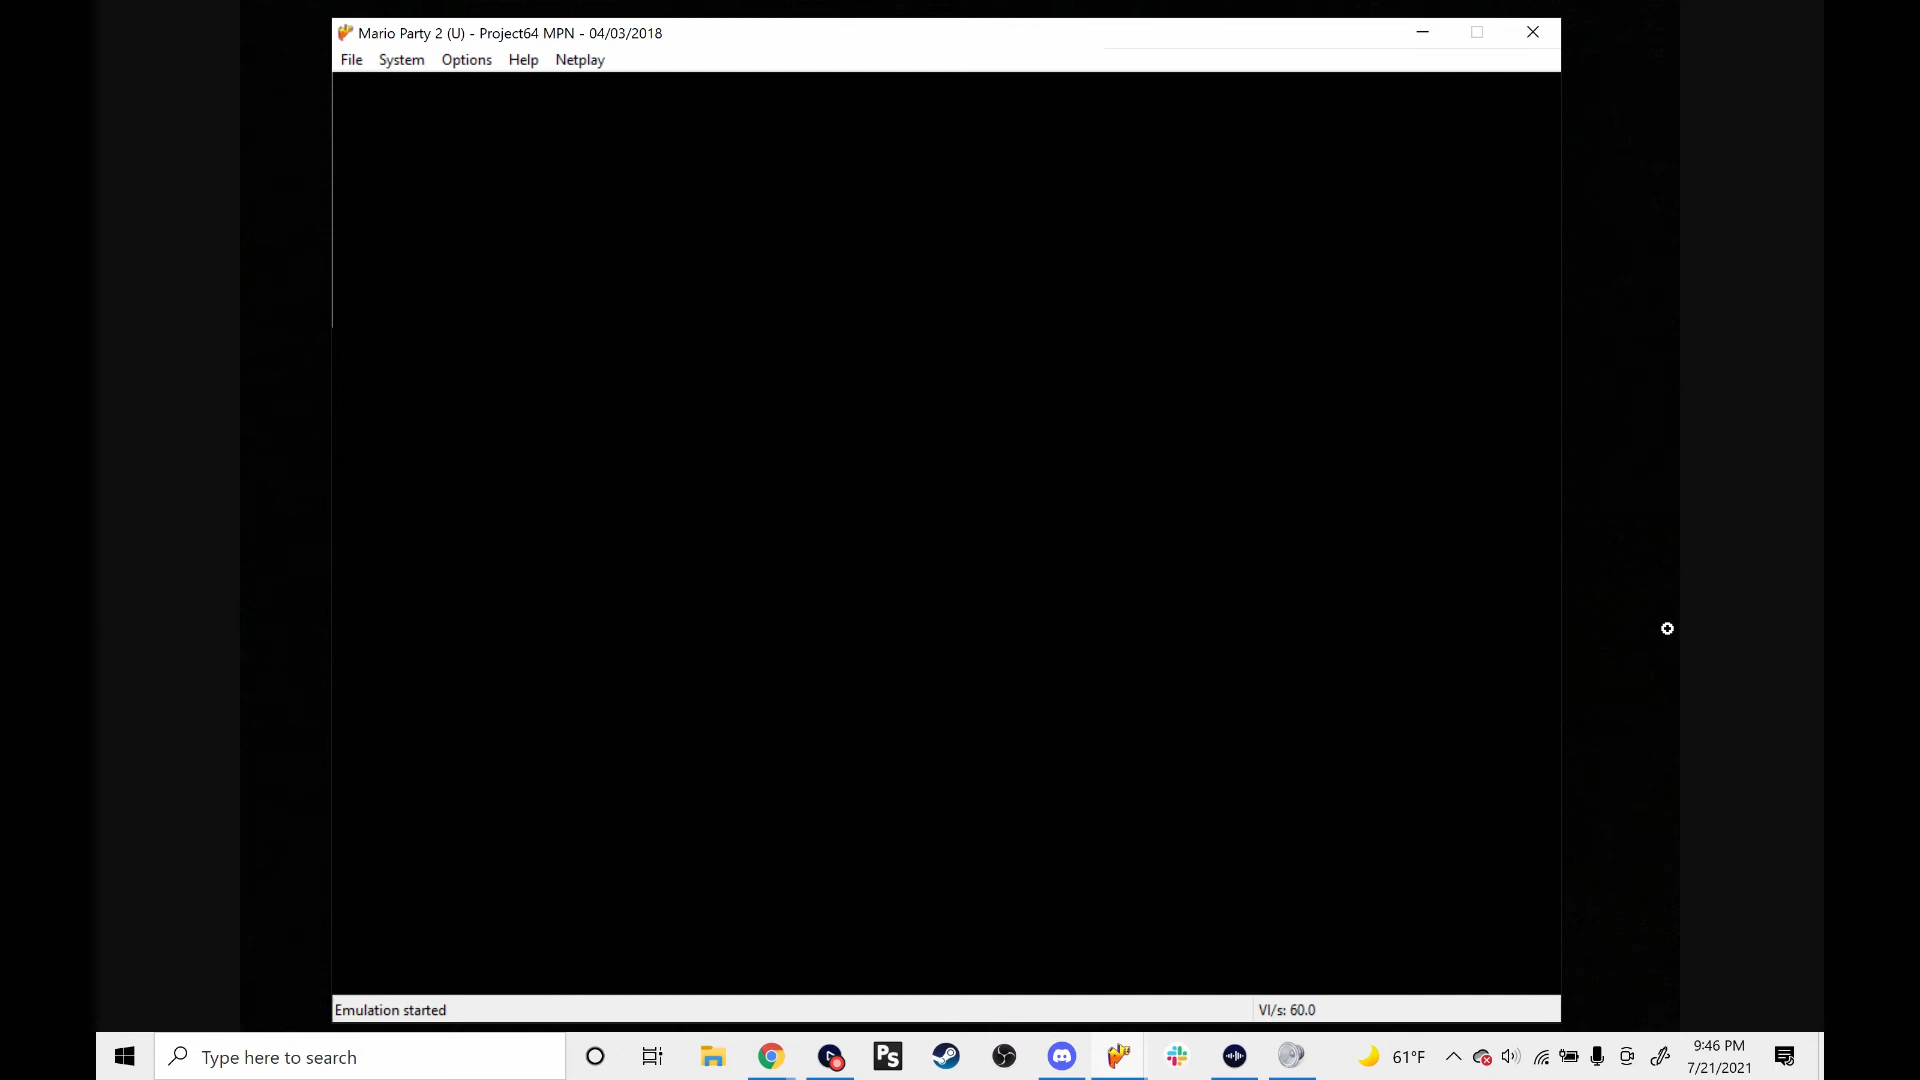 Mario Party 2 (U) - Project64 MPN - 04/03/2018
File System Options Help Netplay
Emulation started
VI/s: 60.0
Type here to search
Ps
61°F
9:46 PM
7/21/2021